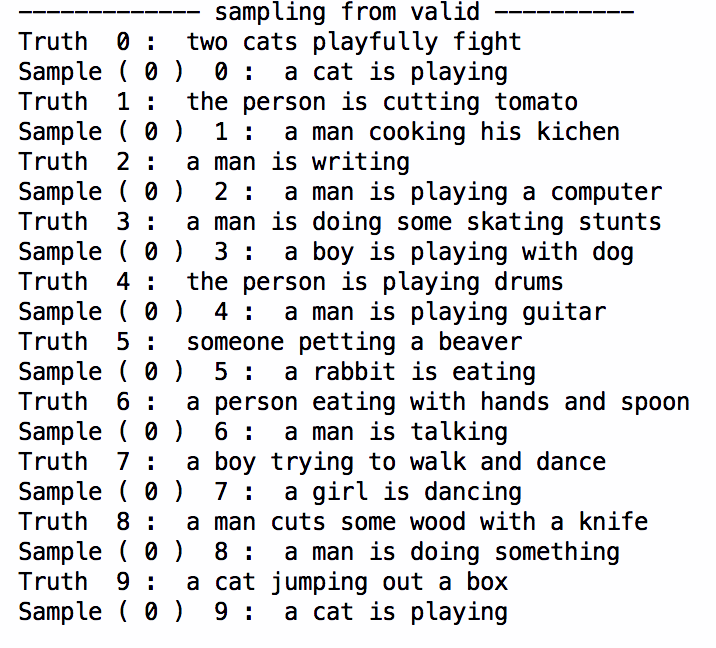 ------------- sampling from valid ----------
Truth  0 :  two cats playfully fight
Sample ( 0 )  0 :  a cat is playing
Truth  1 :  the person is cutting tomato
Sample ( 0 )  1 :  a man cooking his kichen
Truth  2 :  a man is writing
Sample ( 0 )  2 :  a man is playing a computer
Truth  3 :  a man is doing some skating stunts
Sample ( 0 )  3 :  a boy is playing with dog
Truth  4 :  the person is playing drums
Sample ( 0 )  4 :  a man is playing guitar
Truth  5 :  someone petting a beaver
Sample ( 0 )  5 :  a rabbit is eating
Truth  6 :  a person eating with hands and spoon
Sample ( 0 )  6 :  a man is talking
Truth  7 :  a boy trying to walk and dance
Sample ( 0 )  7 :  a girl is dancing
Truth  8 :  a man cuts some wood with a knife
Sample ( 0 )  8 :  a man is doing something
Truth  9 :  a cat jumping out a box
Sample ( 0 )  9 :  a cat is playing